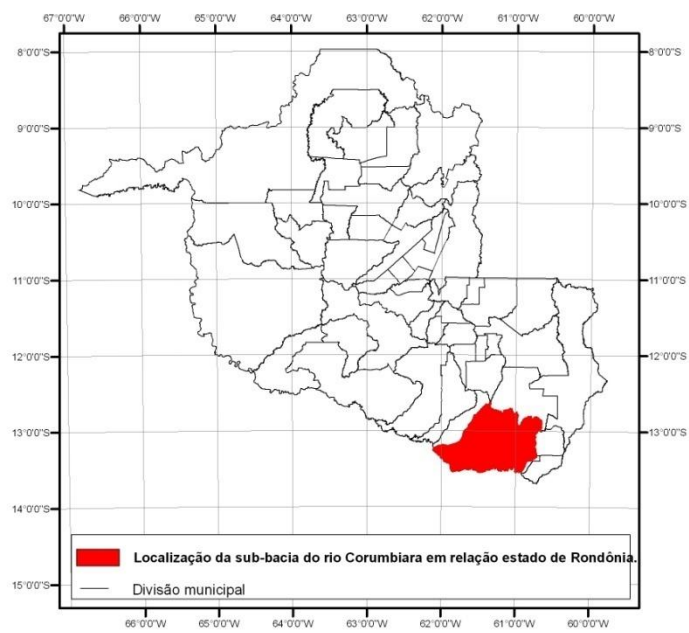 67°0'0"W 66°0'0"W 65°0'0"W 64°0'0"W 63°0'0"W 62°0'0"W 61°0'0"W 60°0'0"W
8°0'0"S 8°0'0"S
9°0'0"S 9°0'0"S
10°0'0"S 10°0'0"S
11°0'0"S 11°0'0"S
12°0'0"S 12°0'0"S
13°0'0"S 13°0'0"S
14°0'0"S 14°0'0"S
Localização da sub-bacia do rio Corumbiara em relação estado de Rondônia.
Divisão municipal
15°0'0"S 15°0'0"S
66°0'0"W 65°0'0"W 64°0'0"W 63°0'0"W 62°0'0"W 61°0'0"W 60°0'0"W